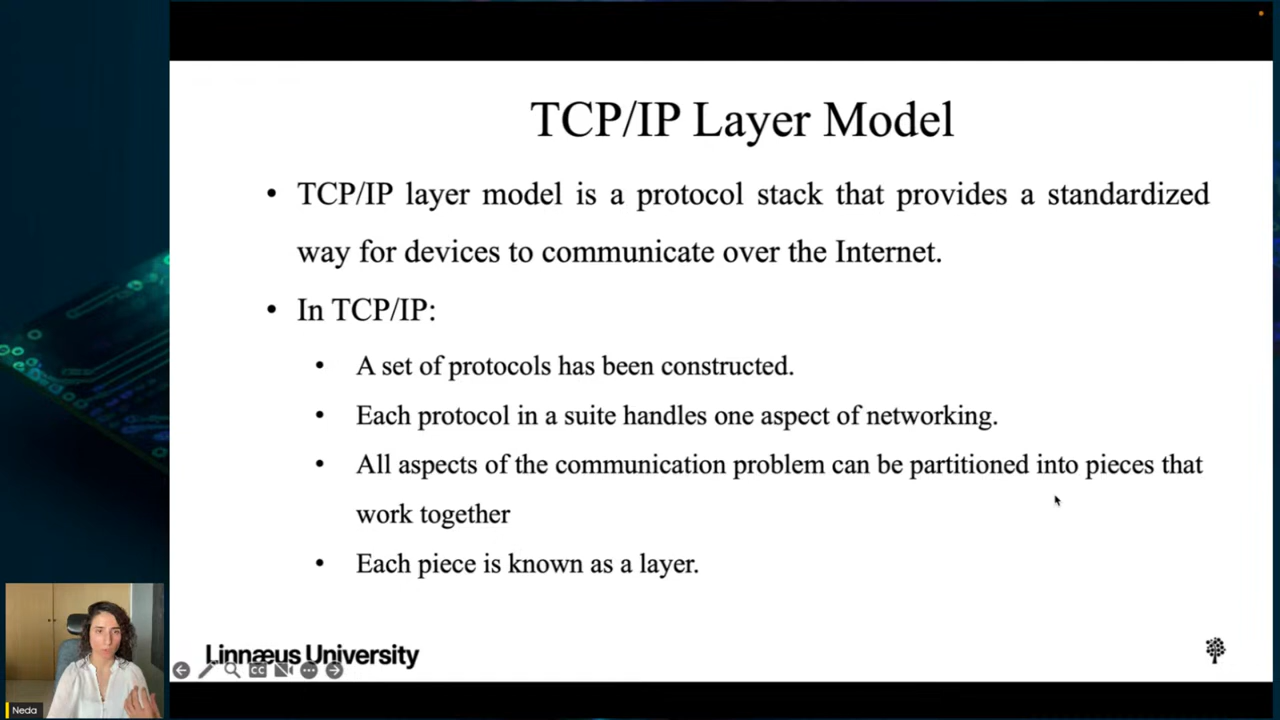 TCP/IP Layer Model
• TCP/IP layer model is a protocol stack that provides a standardized
way for devices to communicate over the Internet.
• In TCP/IP:
• A set of protocols has been constructed.
• Each protocol in a suite handles one aspect of networking.
• All aspects of the communication problem can be partitioned into pieces that
work together
• Each piece is known as a layer.
Linnæus University
CC
Neda